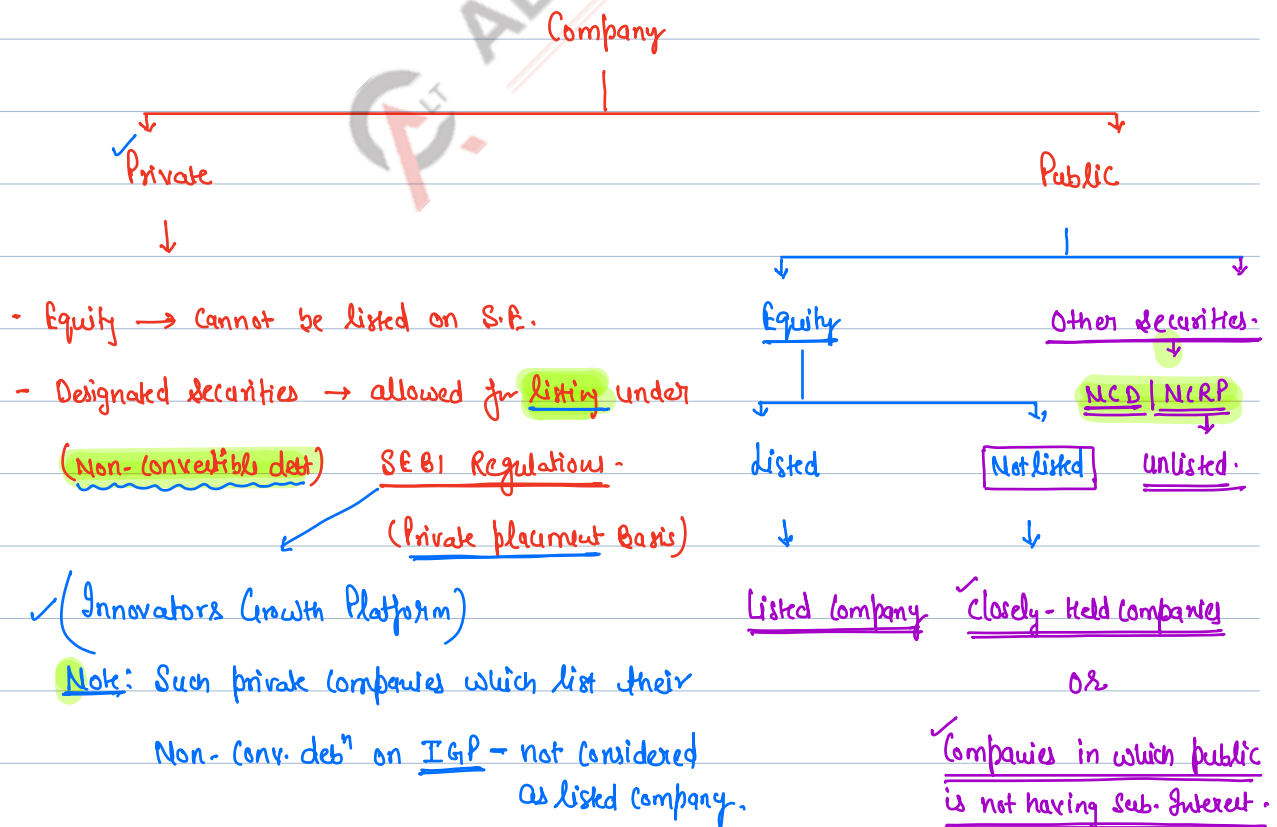 Company
Private
Public
- Equity → Cannot be listed on S.E.
Equity
Other Securities.
- Designated Securities → allowed for listing under
NCD | NCRP
(Non-Convertible debt) SEBI Regulations -
Listed
Not listed
Unlisted.
(Private placement Basis)
(Innovators Growth Platform)
Listed Company
Closely-Held Companies
Note: Such private Companies which list their
or
Non-Conv. debⁿ on IGP - not Considered
as listed Company.
Companies in which public
is not having Sub. Interest.
LT